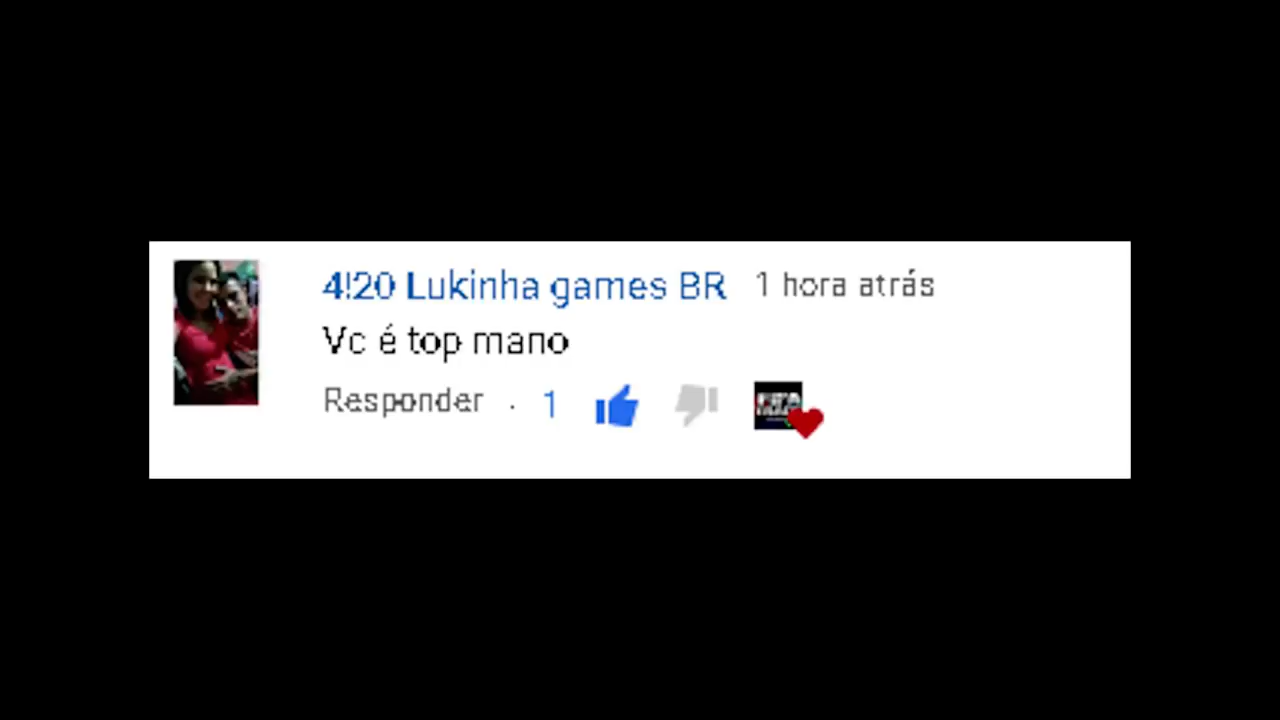 4!20 Lukinha games BR 1 hora atrás
Vc é top mano
Responder · 1